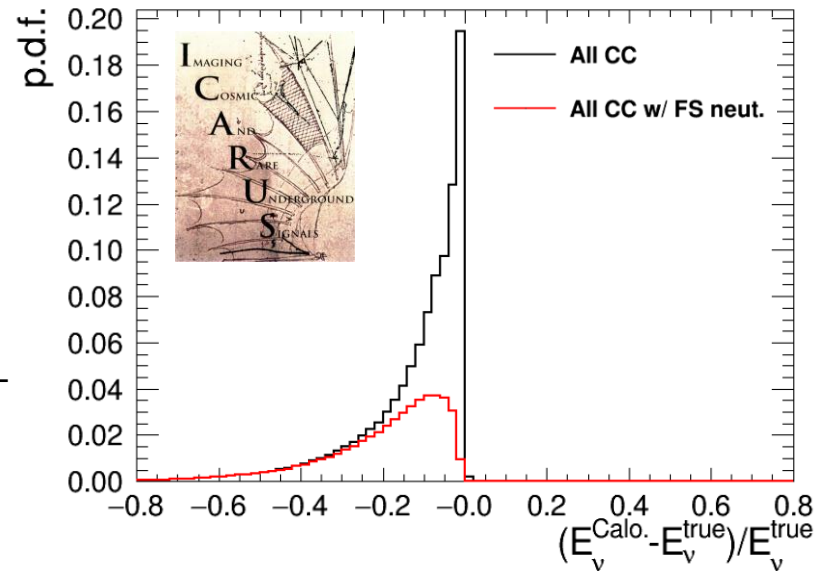 p.d.f.
0.20
0.18
0.16
0.14
0.12
0.10
0.08
0.06
0.04
0.02
0.00
IMAGING
COSMIC
AND
RARE
UNDERGROUND
SIGNALS
All CC
All CC w/ FS neut.
−0.8 −0.6 −0.4 −0.2 −0.0 0.2 0.4 0.6 0.8
(E_ν^Calo.-E_ν^true)/E_ν^true